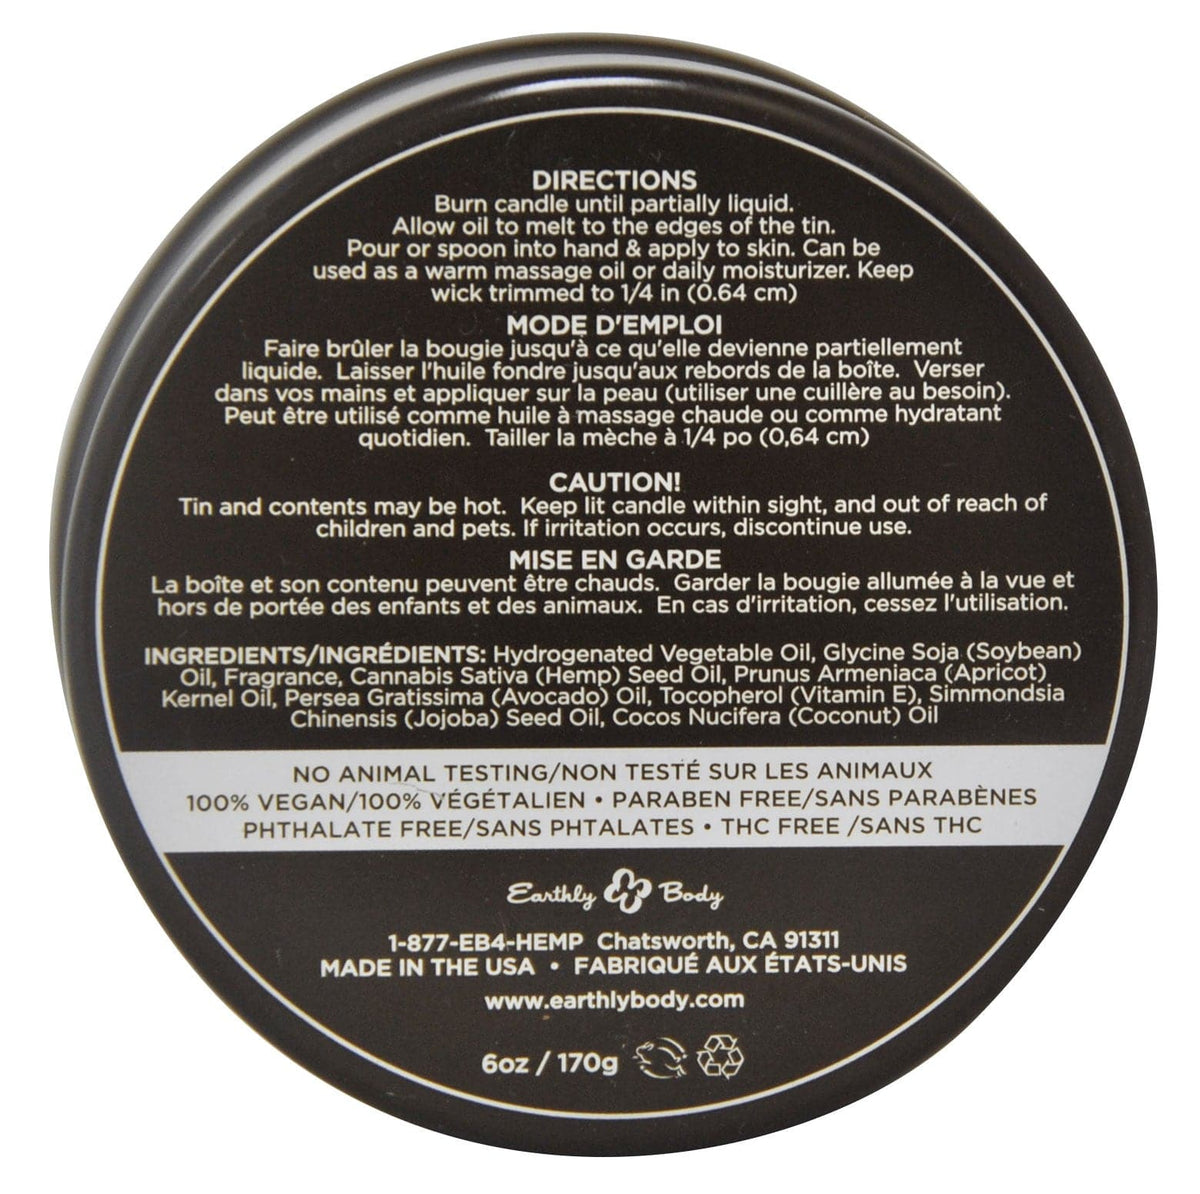 DIRECTIONS
Burn candle until partially liquid.
Allow oil to melt to the edges of the tin.
Pour or spoon into hand & apply to skin. Can be
used as a warm massage oil or daily moisturizer. Keep
wick trimmed to 1/4 in (0.64 cm)
MODE D'EMPLOI
Faire brûler la bougie jusqu'à ce qu'elle devienne partiellement
liquide. Laisser l'huile fondre jusqu'aux rebords de la boîte. Verser
dans vos mains et appliquer sur la peau (utiliser une cuillère au besoin).
Peut être utilisé comme huile à massage chaude ou comme hydratant
quotidien. Tailler la mèche à 1/4 po (0,64 cm)
CAUTION!
Tin and contents may be hot. Keep lit candle within sight, and out of reach of
children and pets. If irritation occurs, discontinue use.
MISE EN GARDE
La boîte et son contenu peuvent être chauds. Garder la bougie allumée à la vue et
hors de portée des enfants et des animaux. En cas d'irritation, cessez l'utilisation.
INGREDIENTS/INGRÉDIENTS: Hydrogenated Vegetable Oil, Glycine Soja (Soybean)
Oil, Fragrance, Cannabis Sativa (Hemp) Seed Oil, Prunus Armeniaca (Apricot)
Kernel Oil, Persea Gratissima (Avocado) Oil, Tocopherol (Vitamin E), Simmondsia
Chinensis (Jojoba) Seed Oil, Cocos Nucifera (Coconut) Oil
NO ANIMAL TESTING/NON TESTÉ SUR LES ANIMAUX
100% VEGAN/100% VÉGÉTALIEN • PARABEN FREE/SANS PARABÈNES
PHTHALATE FREE/SANS PHTALATES • THC FREE /SANS THC
Earthly Body
1-877-EB4-HEMP Chatsworth, CA 91311
MADE IN THE USA • FABRIQUÉ AUX ÉTATS-UNIS
www.earthlybody.com
6oz / 170g